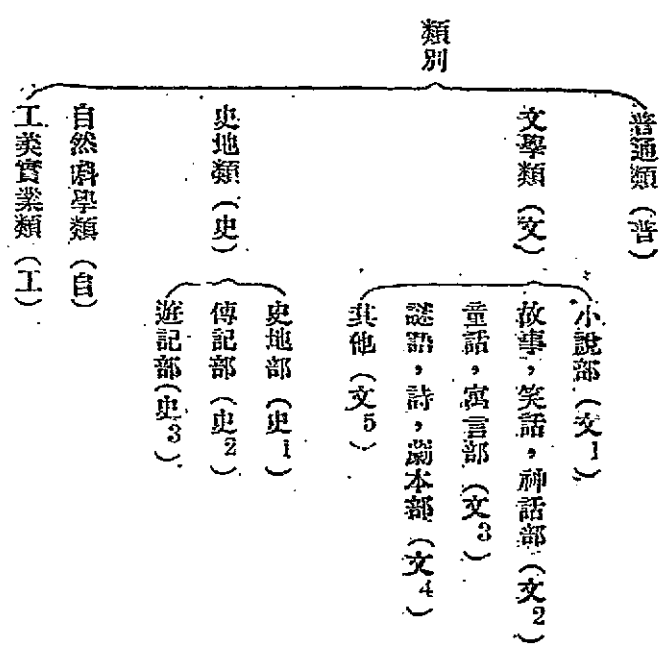 類別
普通類（普）
文學類（文）
小說部（文1）
故事，笑話，神話部（文2）
童話，寓言部（文3）
謎語，詩，劇本部（文4）
其他（文5）
史地類（史）
史地部（史1）
傳記部（史2）
遊記部（史3）
自然科學類（自）
工美實業類（工）